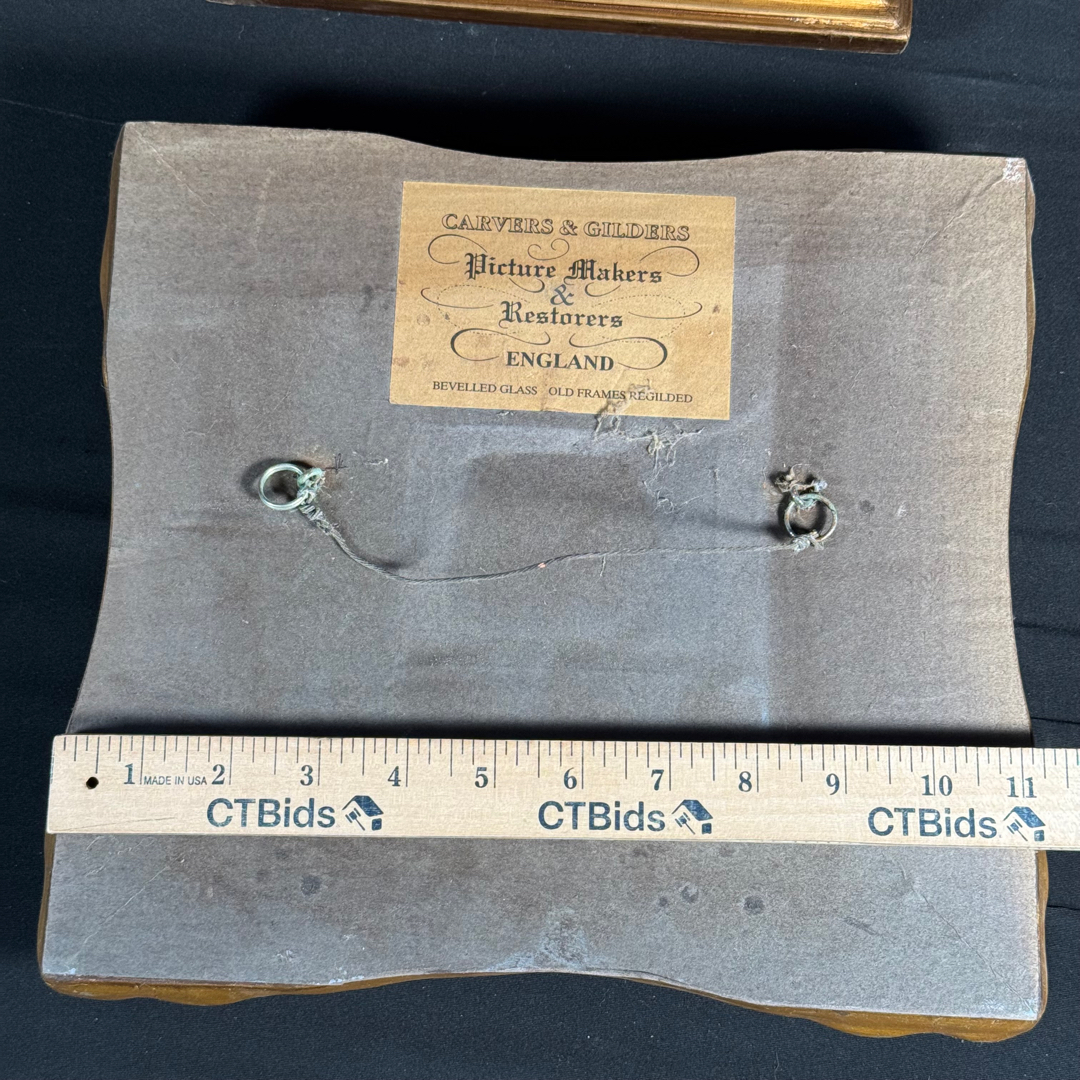 CARVERS & GILDERS
Picture Makers
&
Restorers
ENGLAND
BEVELLED GLASS OLD FRAMES REGILDED
1 MADE IN USA 2 3 4 5 6 7 8 9 10 11
CTBids CTBids CTBids